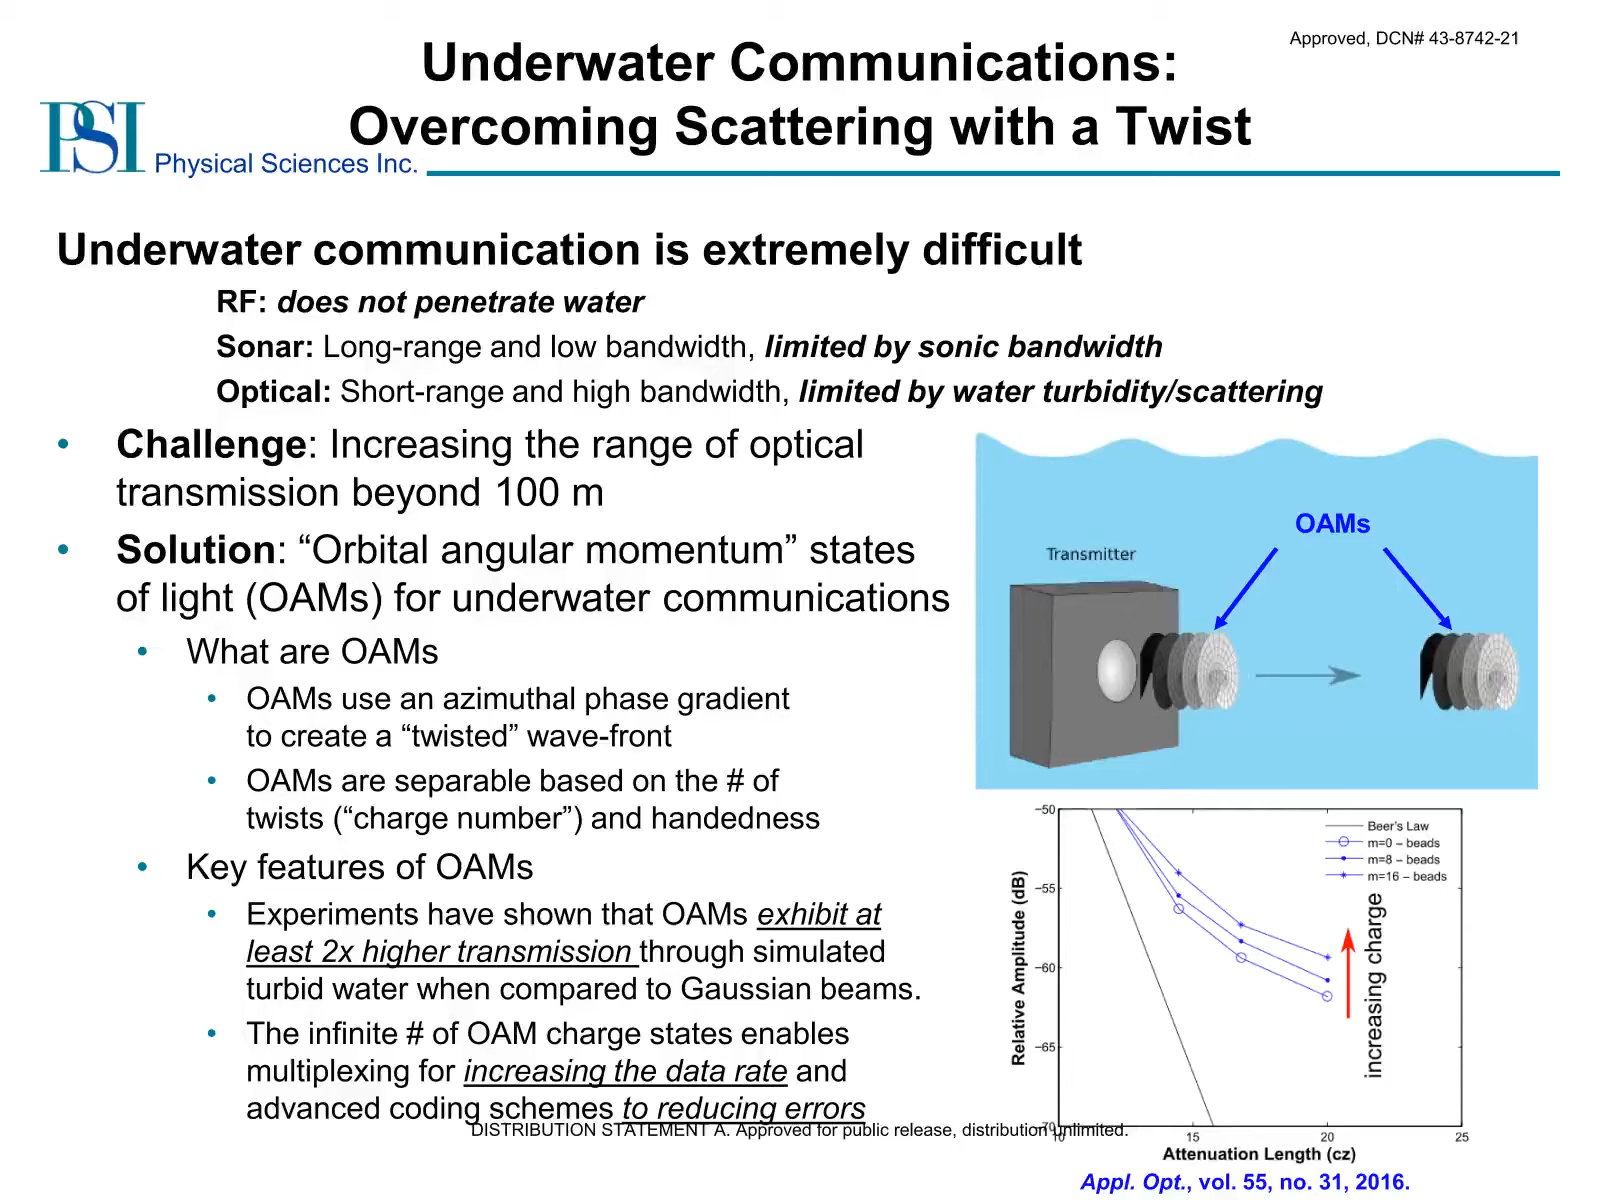 Approved, DCN# 43-8742-21
Underwater Communications:
Overcoming Scattering with a Twist
PSI
Physical Sciences Inc.
Underwater communication is extremely difficult
RF: does not penetrate water
Sonar: Long-range and low bandwidth, limited by sonic bandwidth
Optical: Short-range and high bandwidth, limited by water turbidity/scattering
• Challenge: Increasing the range of optical
transmission beyond 100 m
• Solution: “Orbital angular momentum” states
of light (OAMs) for underwater communications
• What are OAMs
• OAMs use an azimuthal phase gradient
to create a “twisted” wave-front
• OAMs are separable based on the # of
twists (“charge number”) and handedness
• Key features of OAMs
• Experiments have shown that OAMs exhibit at
least 2x higher transmission through simulated
turbid water when compared to Gaussian beams.
• The infinite # of OAM charge states enables
multiplexing for increasing the data rate and
advanced coding schemes to reducing errors
OAMs
Transmitter
−50
−55
−60
−65
−70
Relative Amplitude (dB)
Beer's Law
m=0 − beads
m=8 − beads
m=16 − beads
increasing charge
10 15 20 25
Attenuation Length (cz)
DISTRIBUTION STATEMENT A. Approved for public release, distribution unlimited.
Appl. Opt., vol. 55, no. 31, 2016.